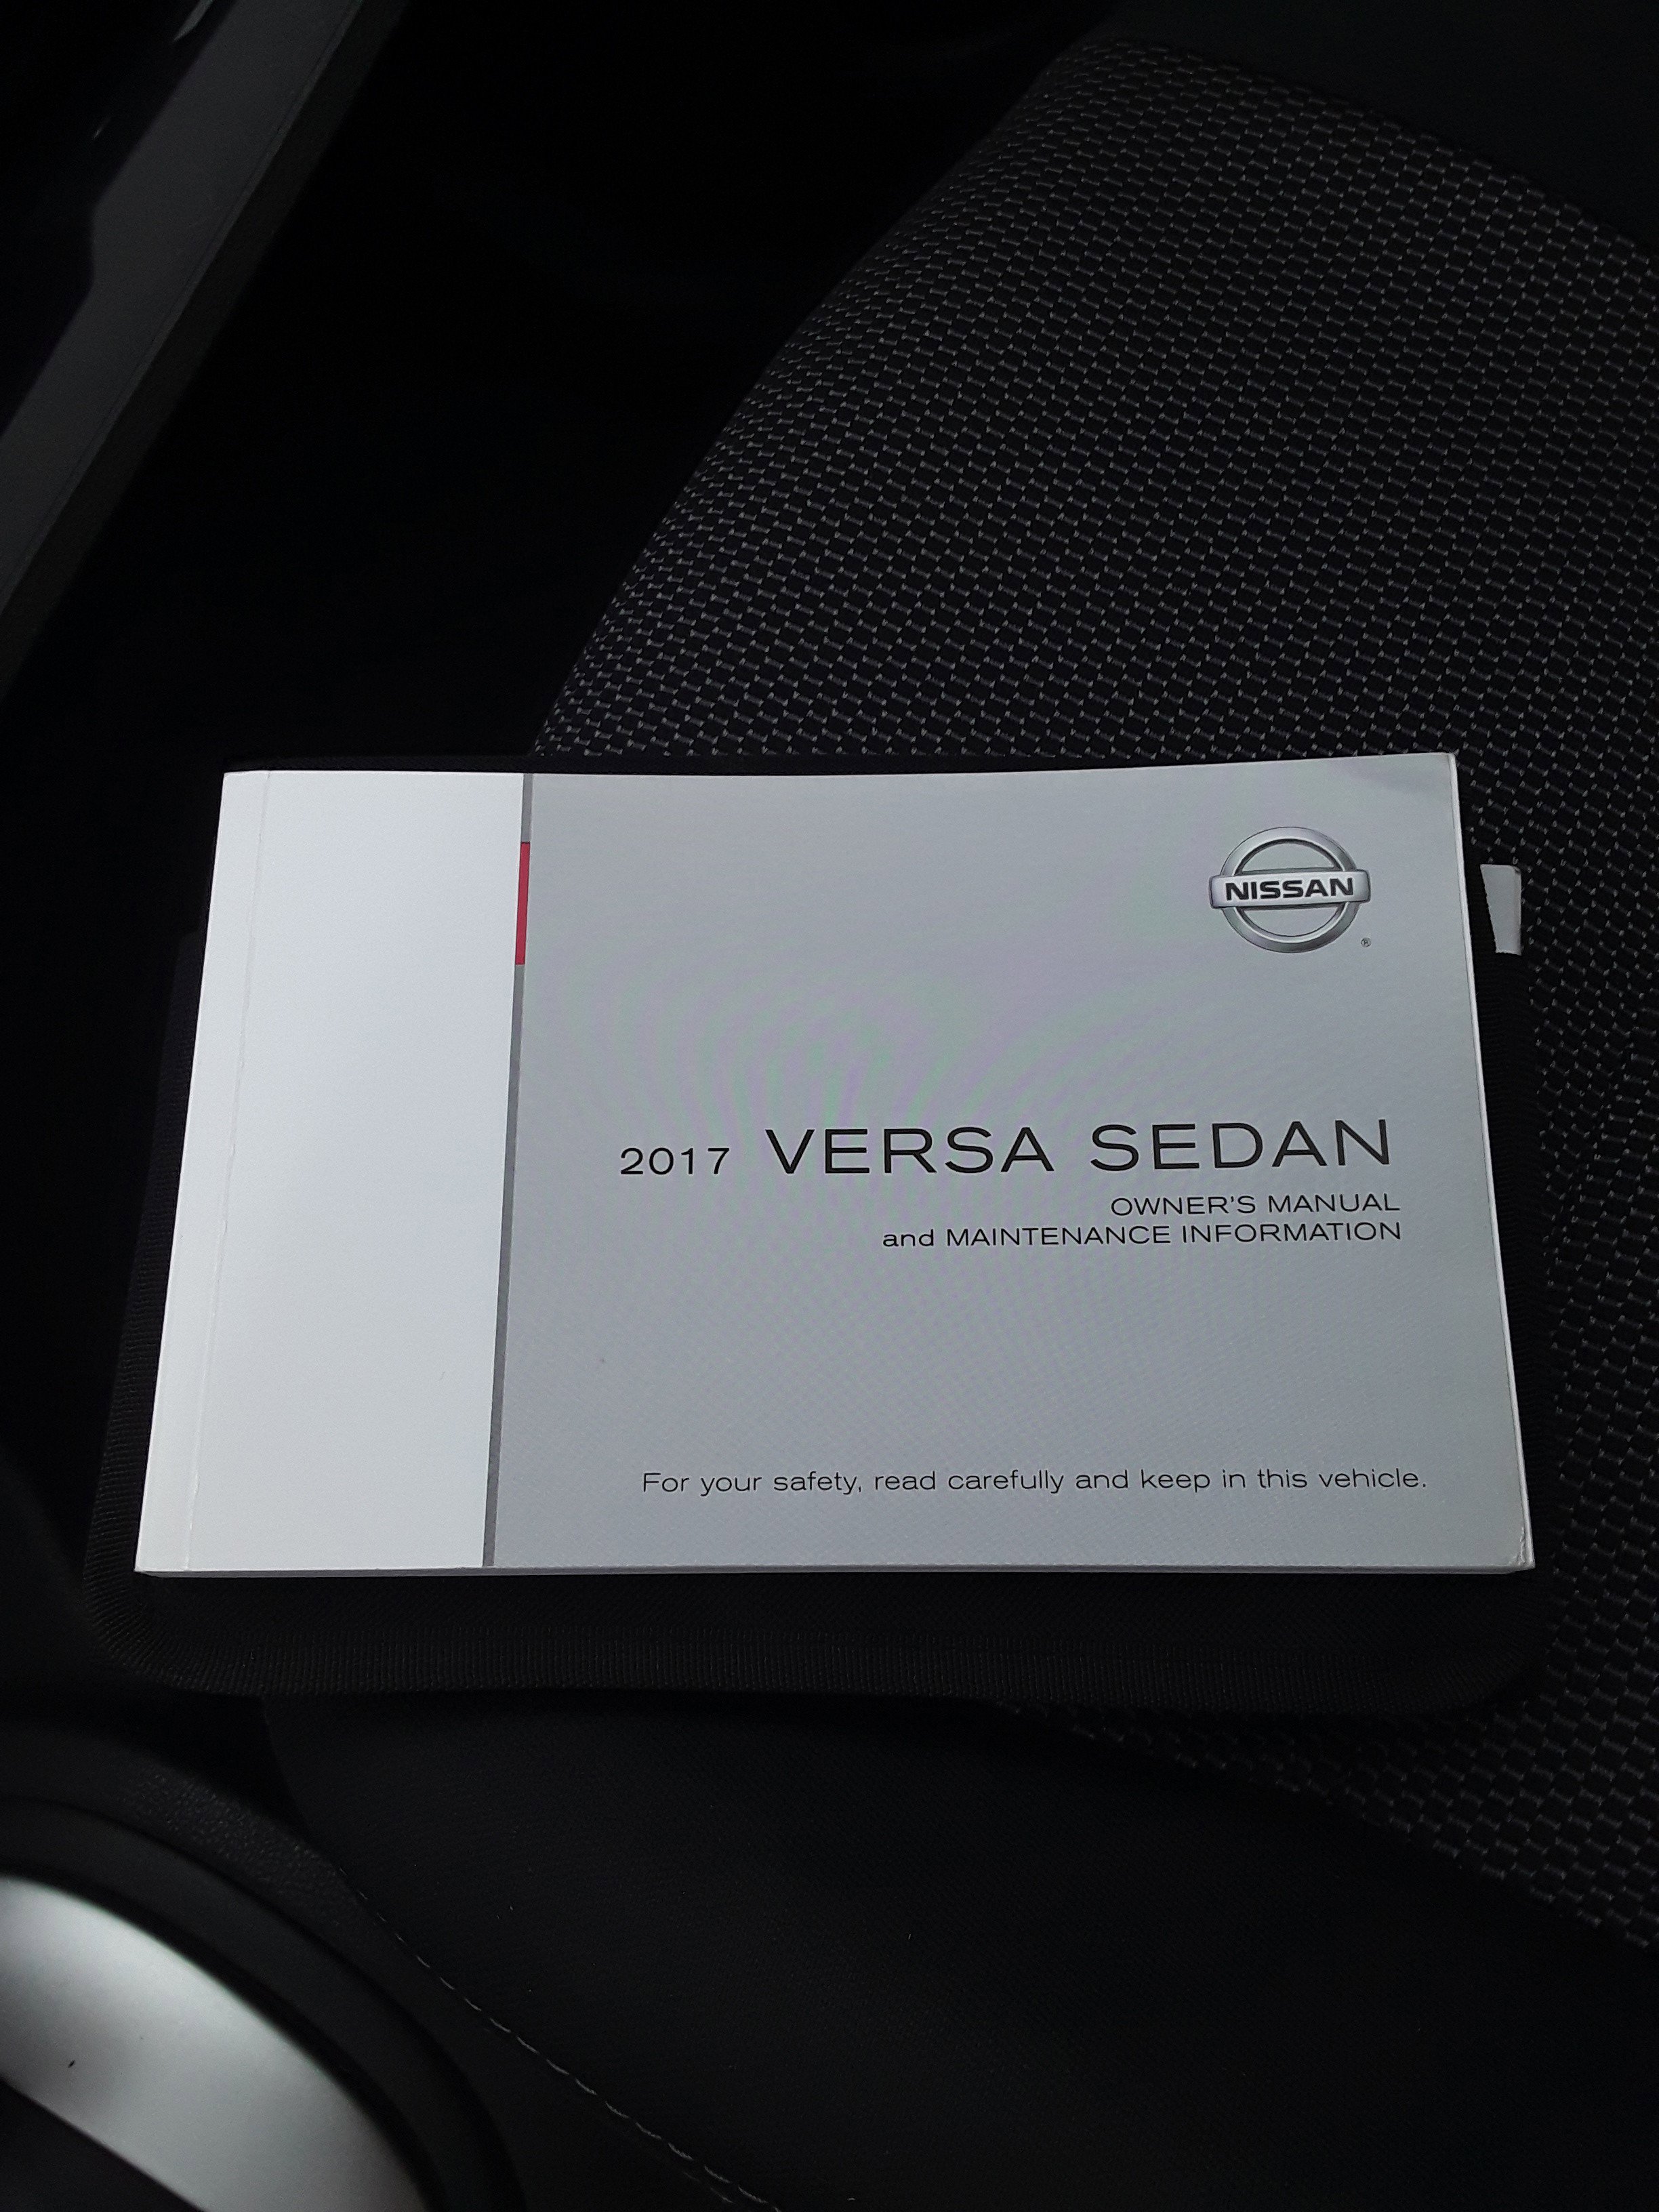 NISSAN
®
2017 VERSA SEDAN
OWNER'S MANUAL
and MAINTENANCE INFORMATION
For your safety, read carefully and keep in this vehicle.